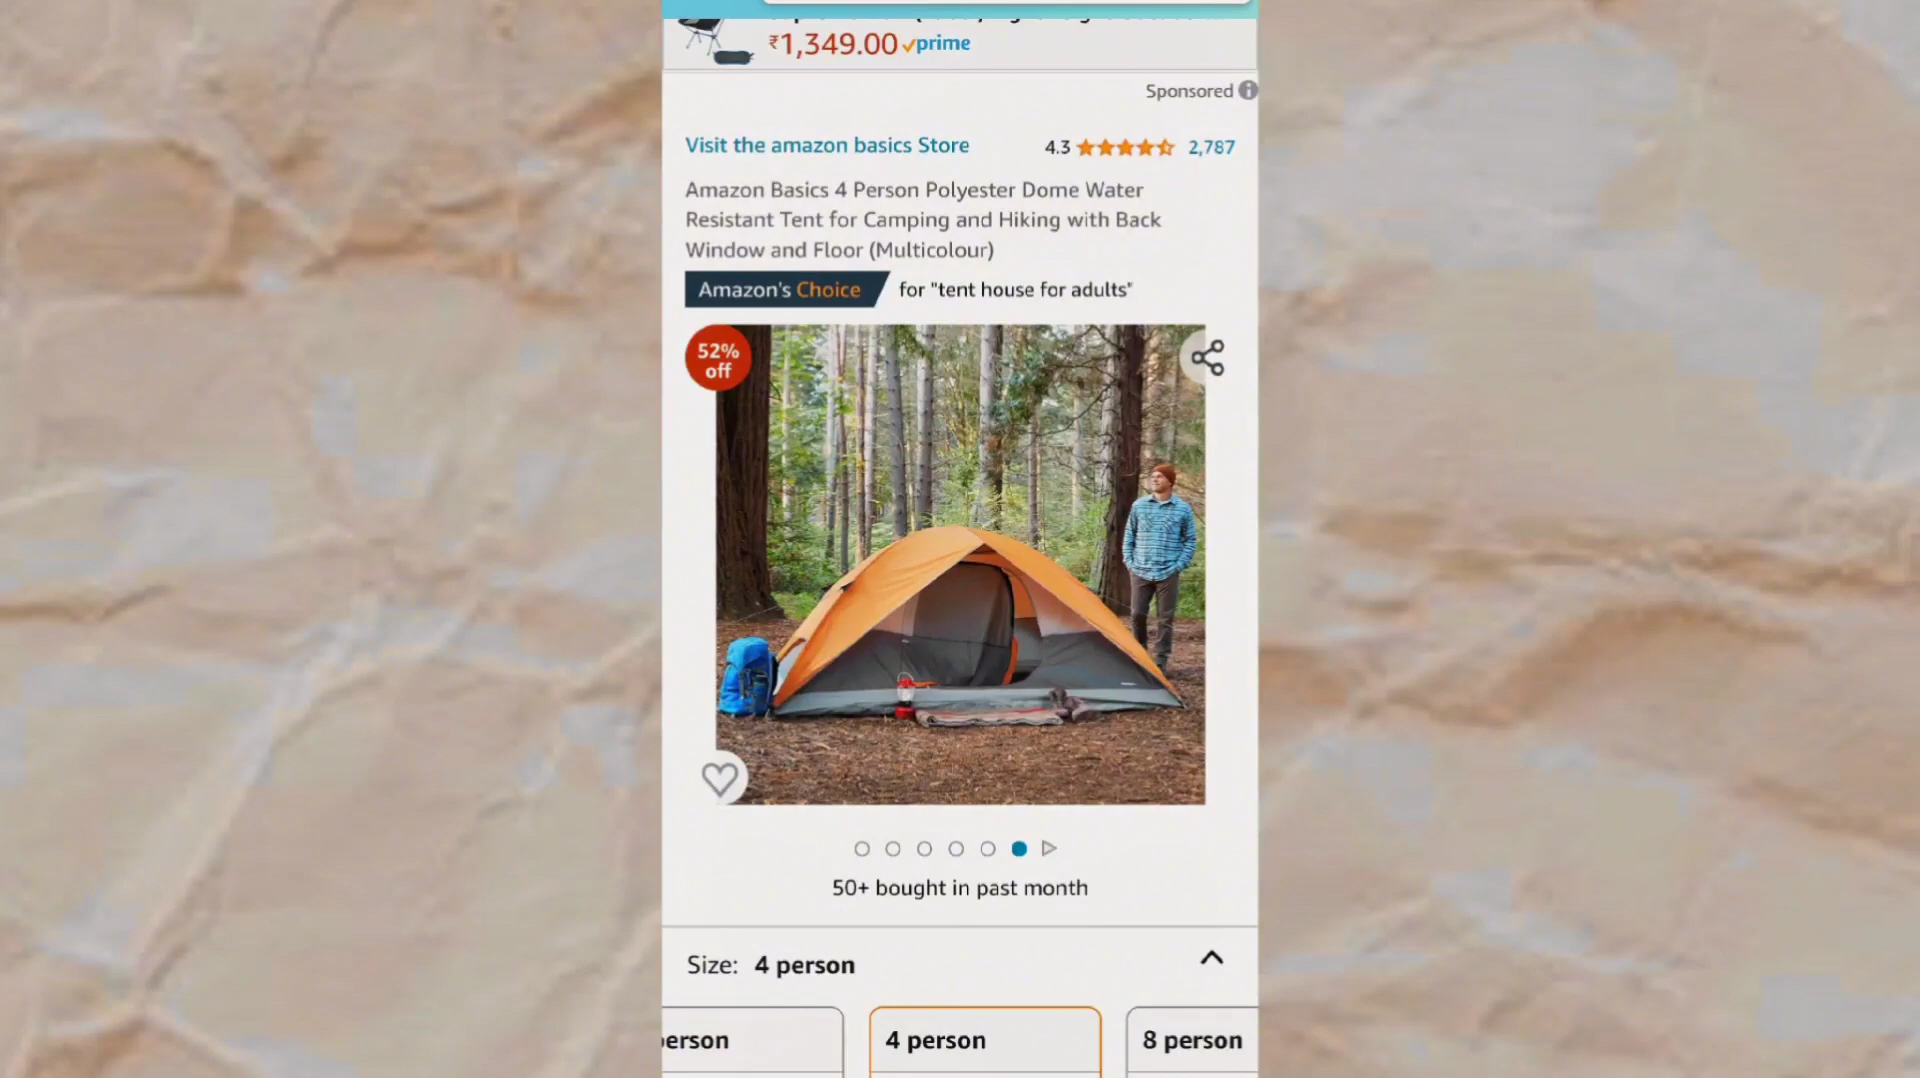 ₹1,349.00 prime
Sponsored
Visit the amazon basics Store 4.3 2,787
Amazon Basics 4 Person Polyester Dome Water
Resistant Tent for Camping and Hiking with Back
Window and Floor (Multicolour)
Amazon's Choice for "tent house for adults"
52%
off
50+ bought in past month
Size: 4 person
erson 4 person 8 person